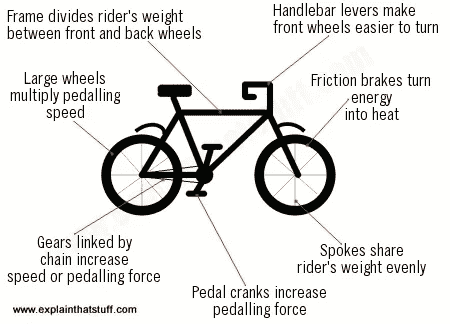 Frame divides rider's weight
between front and back wheels
Handlebar levers make
front wheels easier to turn
Large wheels
multiply pedalling
speed
Friction brakes turn
energy
into heat
Gears linked by
chain increase
speed or pedalling force
Spokes share
rider's weight evenly
Pedal cranks increase
pedalling force
www.explainthatstuff.com